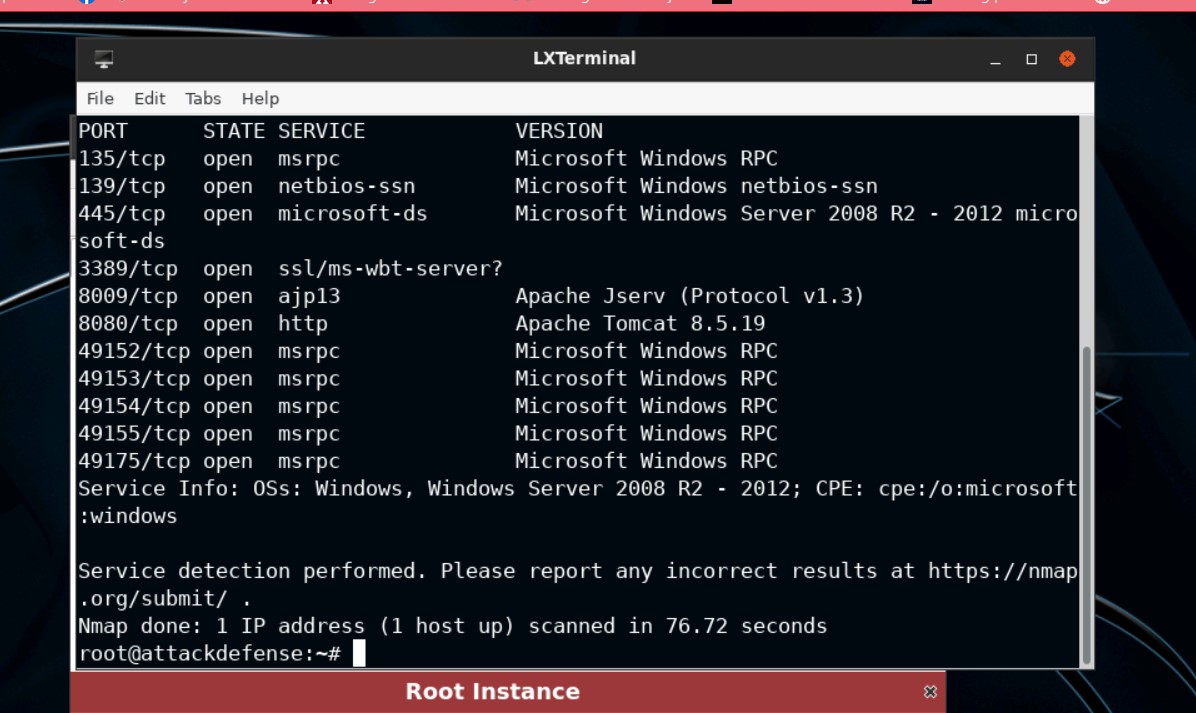 LXTerminal
File Edit Tabs Help
PORT STATE SERVICE VERSION
135/tcp open msrpc Microsoft Windows RPC
139/tcp open netbios-ssn Microsoft Windows netbios-ssn
445/tcp open microsoft-ds Microsoft Windows Server 2008 R2 - 2012 micro
soft-ds
3389/tcp open ssl/ms-wbt-server?
8009/tcp open ajp13 Apache Jserv (Protocol v1.3)
8080/tcp open http Apache Tomcat 8.5.19
49152/tcp open msrpc Microsoft Windows RPC
49153/tcp open msrpc Microsoft Windows RPC
49154/tcp open msrpc Microsoft Windows RPC
49155/tcp open msrpc Microsoft Windows RPC
49175/tcp open msrpc Microsoft Windows RPC
Service Info: OSs: Windows, Windows Server 2008 R2 - 2012; CPE: cpe:/o:microsoft
:windows
Service detection performed. Please report any incorrect results at https://nmap
.org/submit/ .
Nmap done: 1 IP address (1 host up) scanned in 76.72 seconds
root@attackdefense:~#
Root Instance